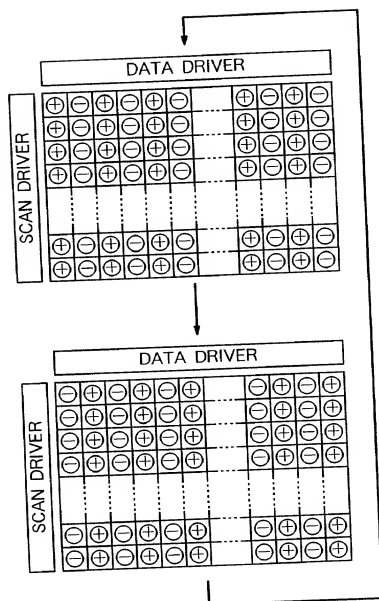 DATA DRIVER
SCAN DRIVER
⊕ ⊖ ⊕ ⊖ ⊕ ⊖ ⊕ ⊖ ⊕ ⊖
⊕ ⊖ ⊕ ⊖ ⊕ ⊖ ⊕ ⊖ ⊕ ⊖
⊕ ⊖ ⊕ ⊖ ⊕ ⊖ ⊕ ⊖ ⊕ ⊖
⊕ ⊖ ⊕ ⊖ ⊕ ⊖ ⊕ ⊖ ⊕ ⊖
⊕ ⊖ ⊕ ⊖ ⊕ ⊖ ⊕ ⊖ ⊕ ⊖
⊕ ⊖ ⊕ ⊖ ⊕ ⊖ ⊕ ⊖ ⊕ ⊖
DATA DRIVER
SCAN DRIVER
⊖ ⊕ ⊖ ⊕ ⊖ ⊕ ⊖ ⊕ ⊖ ⊕
⊖ ⊕ ⊖ ⊕ ⊖ ⊕ ⊖ ⊕ ⊖ ⊕
⊖ ⊕ ⊖ ⊕ ⊖ ⊕ ⊖ ⊕ ⊖ ⊕
⊖ ⊕ ⊖ ⊕ ⊖ ⊕ ⊖ ⊕ ⊖ ⊕
⊖ ⊕ ⊖ ⊕ ⊖ ⊕ ⊖ ⊕ ⊖ ⊕
⊖ ⊕ ⊖ ⊕ ⊖ ⊕ ⊖ ⊕ ⊖ ⊕